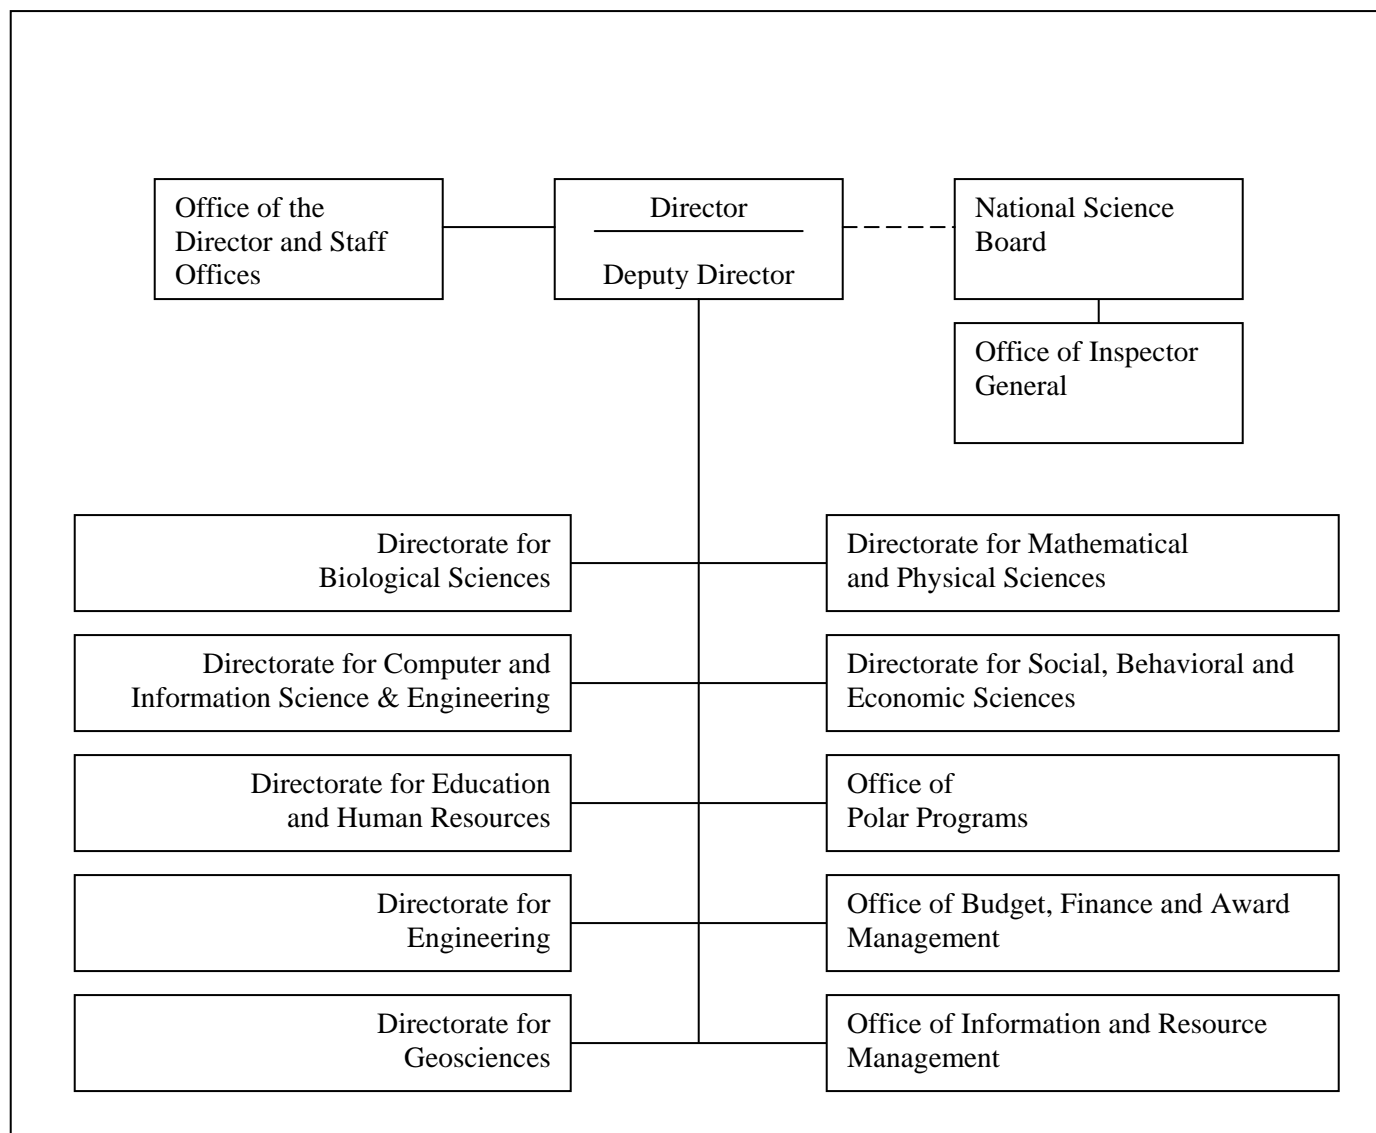 Office of the
Director and Staff
Offices
Director
Deputy Director
National Science
Board
Office of Inspector
General
Directorate for
Biological Sciences
Directorate for Mathematical
and Physical Sciences
Directorate for Computer and
Information Science & Engineering
Directorate for Social, Behavioral and
Economic Sciences
Directorate for Education
and Human Resources
Office of
Polar Programs
Directorate for
Engineering
Office of Budget, Finance and Award
Management
Directorate for
Geosciences
Office of Information and Resource
Management